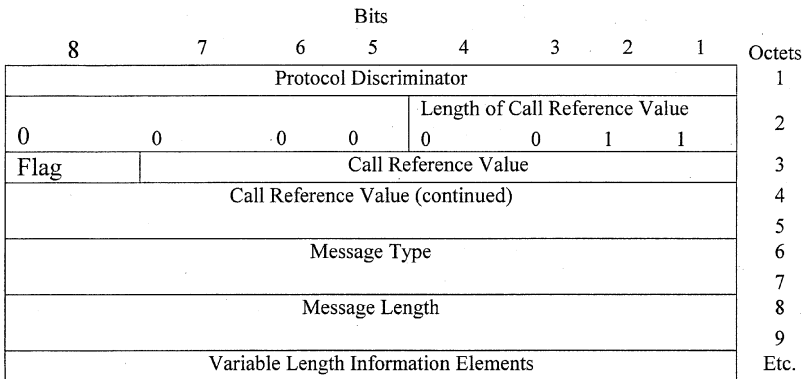 Bits
8 7 6 5 4 3 2 1 Octets
Protocol Discriminator 1
Length of Call Reference Value
2
0 0 0 0 0 0 1 1
Flag Call Reference Value 3
Call Reference Value (continued) 4
5
Message Type 6
7
Message Length 8
9
Variable Length Information Elements Etc.